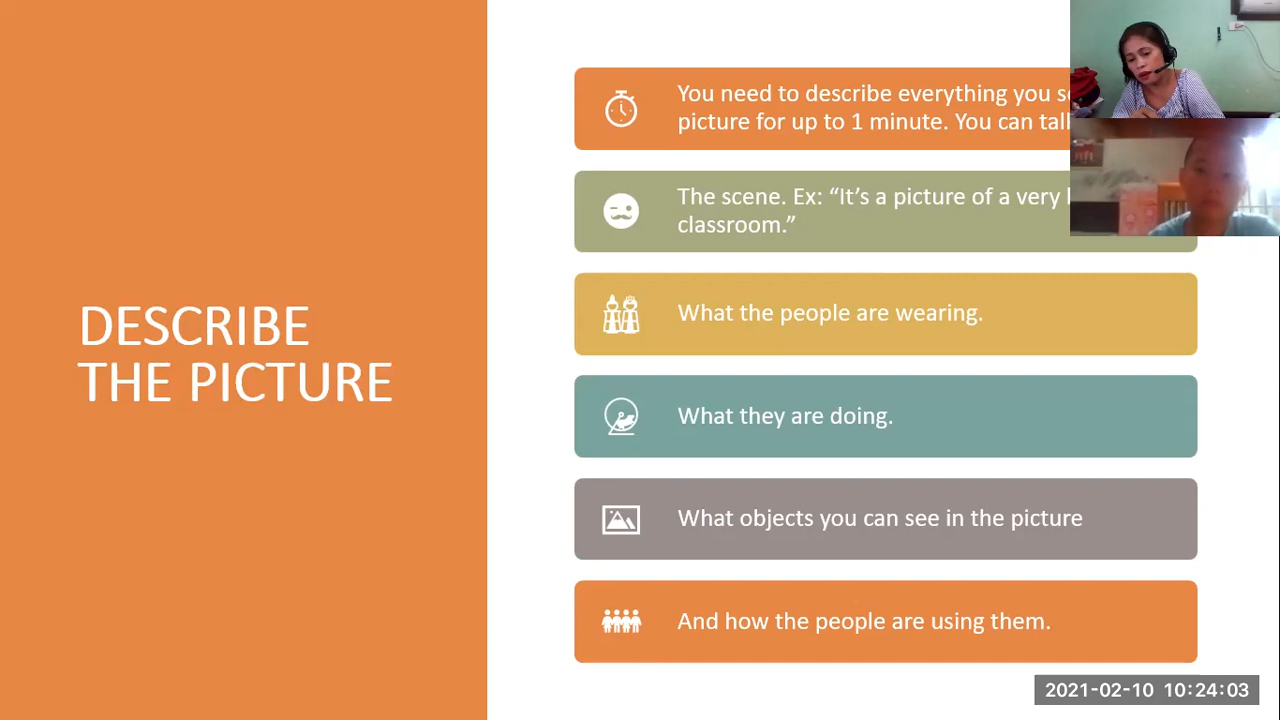 DESCRIBE
THE PICTURE
You need to describe everything you
picture for up to 1 minute. You can
The scene. Ex: “It’s a picture of a very
classroom.”
What the people are wearing.
What they are doing.
What objects you can see in the picture
And how the people are using them.
2021-02-10 10:24:03